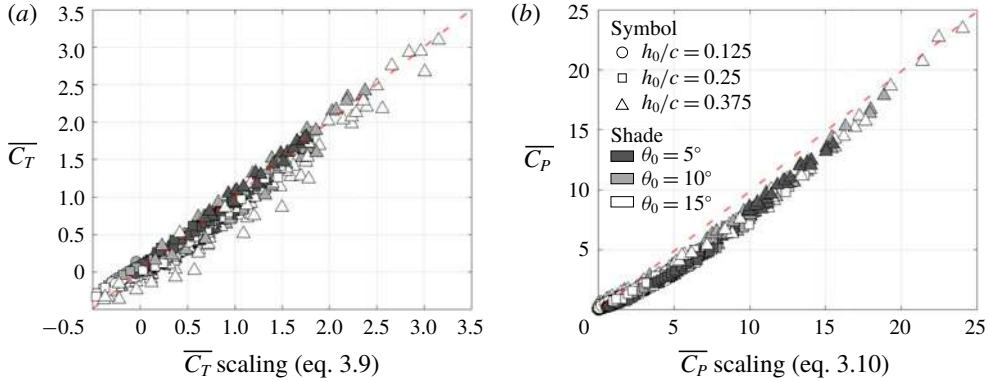 (a)
3.5
3.0
2.5
2.0
1.5
1.0
0.5
0
−0.5
C_T
0 0.5 1.0 1.5 2.0 2.5 3.0 3.5
C_T scaling (eq. 3.9)
(b)
25
20
15
10
5
C_P
Symbol
h₀/c = 0.125
h₀/c = 0.25
h₀/c = 0.375
Shade
θ₀ = 5°
θ₀ = 10°
θ₀ = 15°
0 5 10 15 20 25
C_P scaling (eq. 3.10)